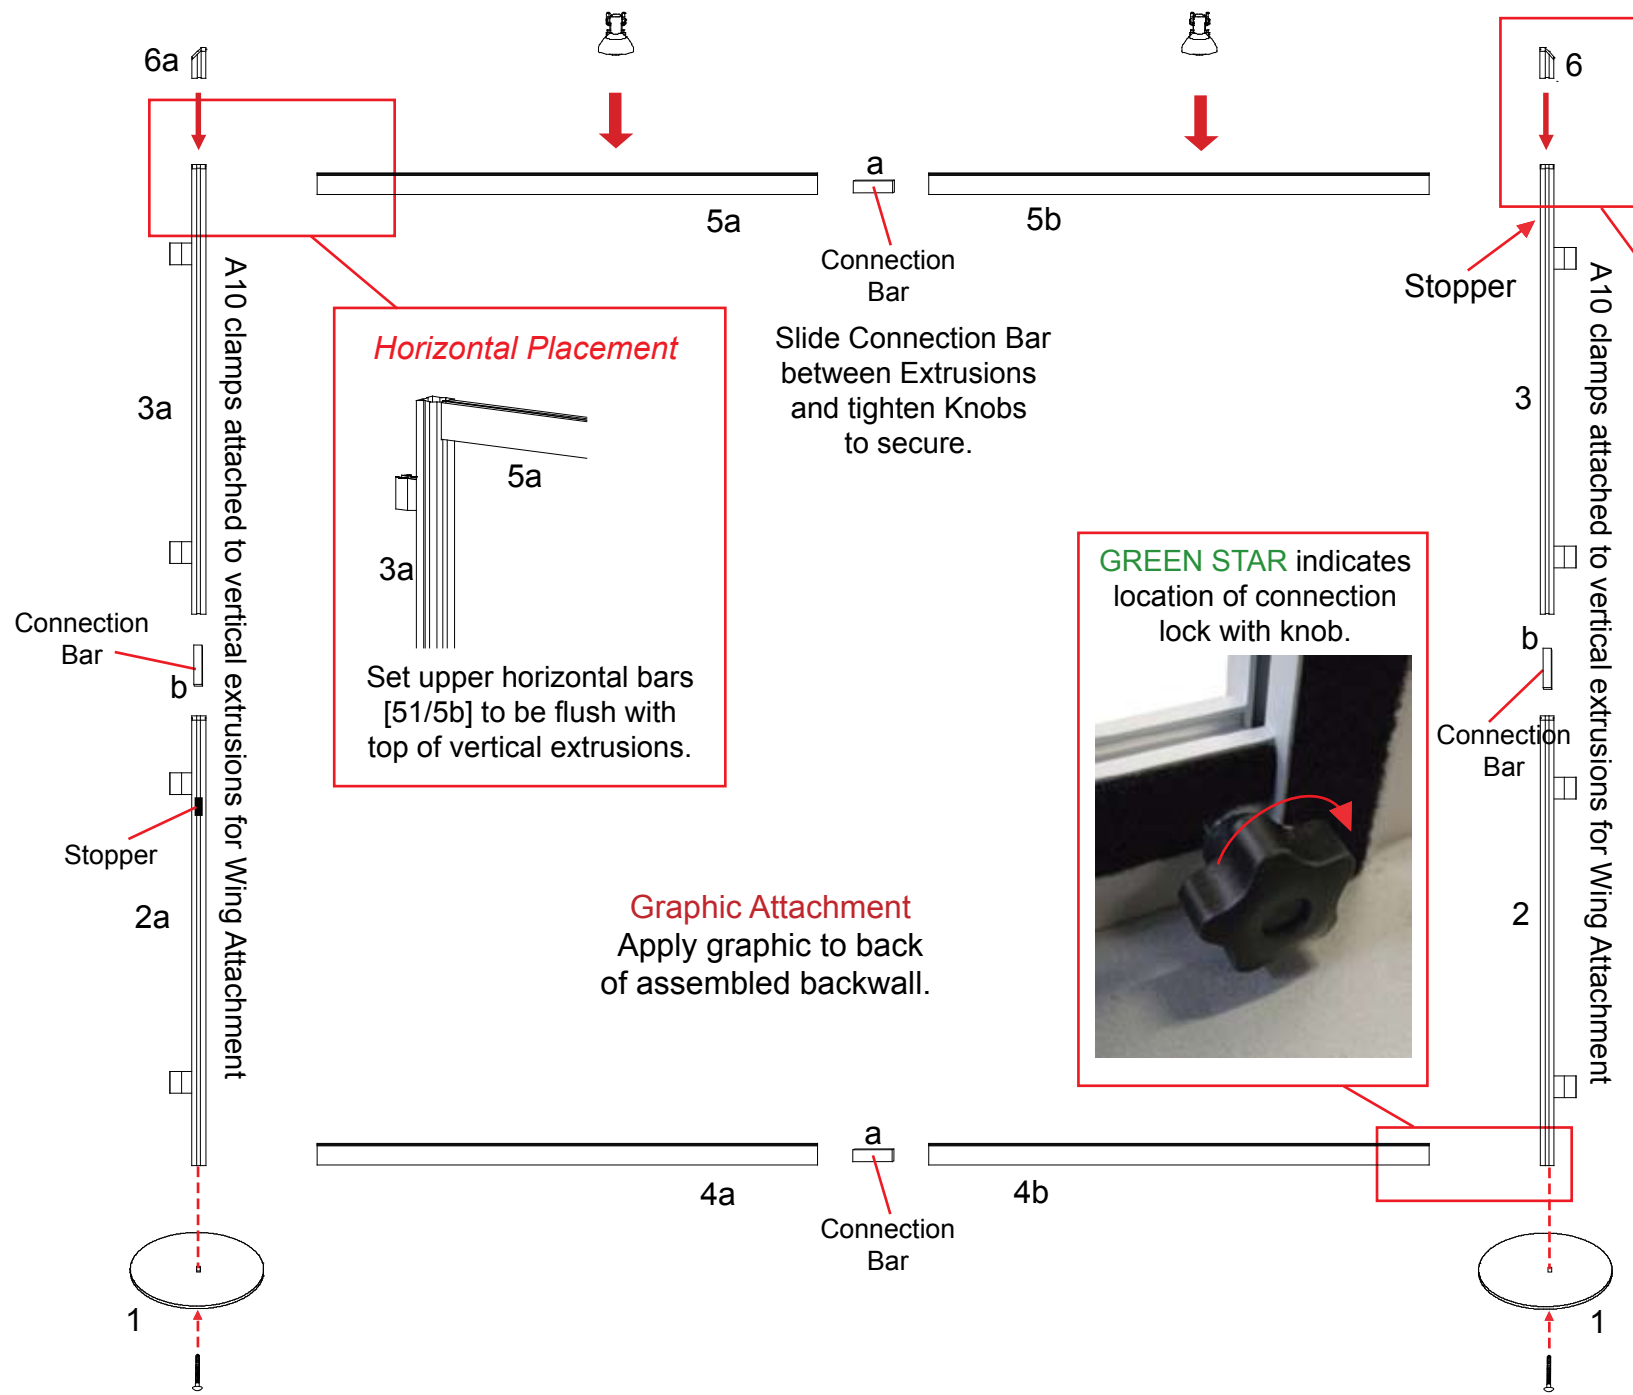 6a
6
a
5a
5b
Connection
Bar
Stopper
Slide Connection Bar
between Extrusions
and tighten Knobs
to secure.
A10 clamps attached to vertical extrusions for Wing Attachment
A10 clamps attached to vertical extrusions for Wing Attachment
Horizontal Placement
5a
3a
Set upper horizontal bars
[51/5b] to be flush with
top of vertical extrusions.
3a
3
GREEN STAR indicates
location of connection
lock with knob.
Connection
Bar
b
b
Connection
Bar
Stopper
2a
2
Graphic Attachment
Apply graphic to back
of assembled backwall.
a
4a
4b
Connection
Bar
1
1